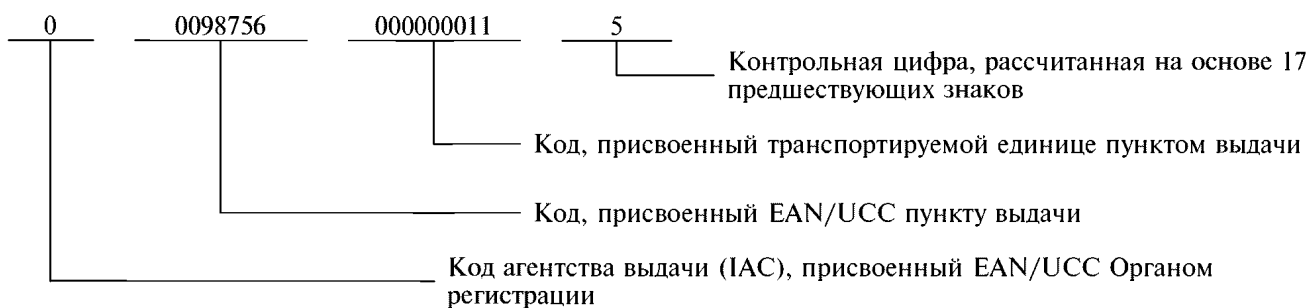 0 0098756 000000011 5
Контрольная цифра, рассчитанная на основе 17
предшествующих знаков
Код, присвоенный транспортируемой единице пунктом выдачи
Код, присвоенный EAN/UCC пункту выдачи
Код агентства выдачи (IAC), присвоенный EAN/UCC Органом
регистрации